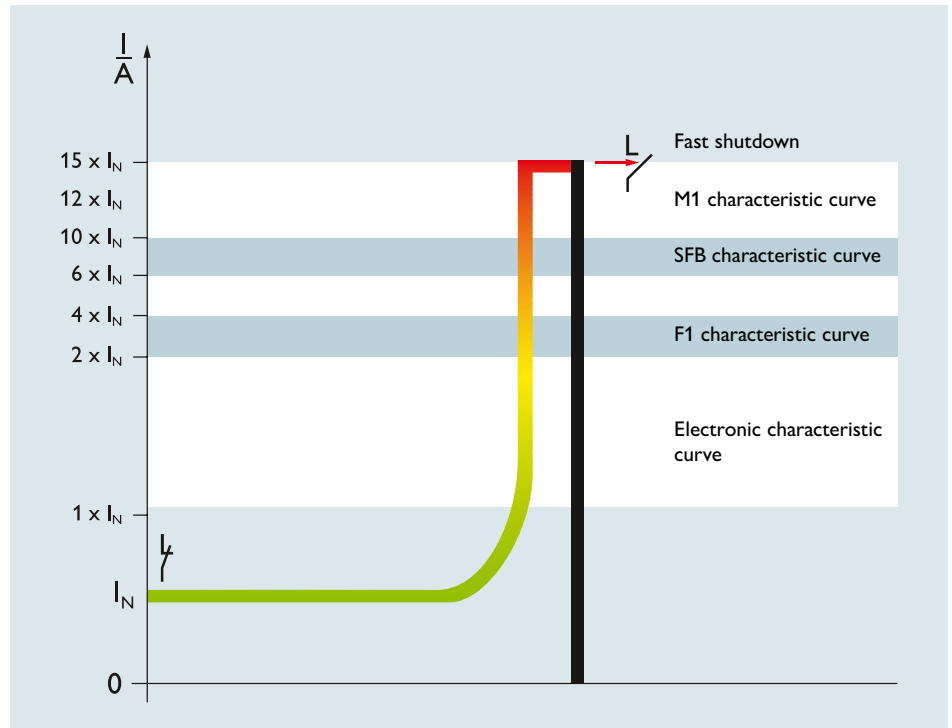 I
A
Fast shutdown
15 x IN
12 x IN
M1 characteristic curve
10 x IN
SFB characteristic curve
6 x IN
4 x IN
F1 characteristic curve
2 x IN
Electronic characteristic
curve
1 x IN
IN
0